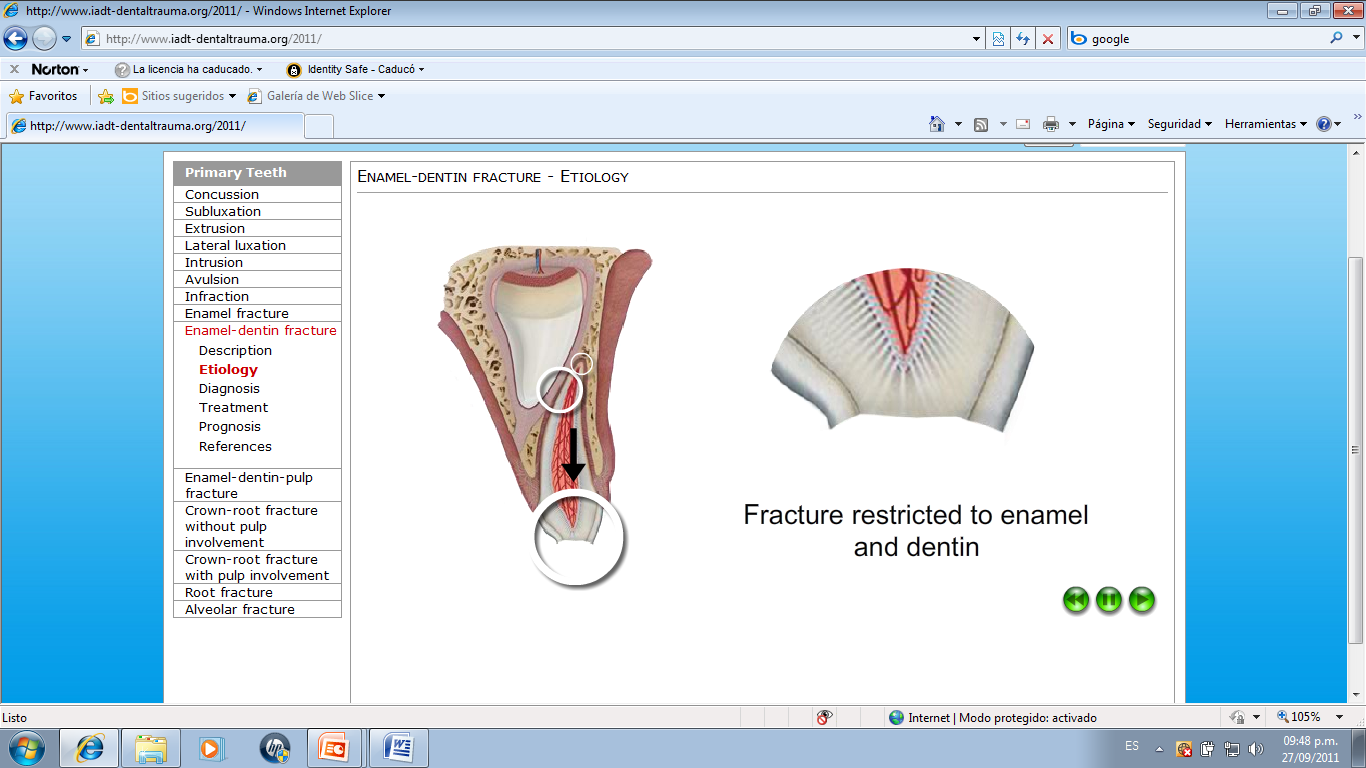 http://www.iadt-dentaltrauma.org/2011/ - Windows Internet Explorer
http://www.iadt-dentaltrauma.org/2011/
google
x Norton La licencia ha caducado. Identity Safe - Caducó
Favoritos Sitios sugeridos Galería de Web Slice
http://www.iadt-dentaltrauma.org/2011/ Página Seguridad Herramientas
Primary Teeth
Concussion
Subluxation
Extrusion
Lateral luxation
Intrusion
Avulsion
Infraction
Enamel fracture
Enamel-dentin fracture
Description
Etiology
Diagnosis
Treatment
Prognosis
References
Enamel-dentin-pulp
fracture
Crown-root fracture
without pulp
involvement
Crown-root fracture
with pulp involvement
Root fracture
Alveolar fracture
ENAMEL-DENTIN FRACTURE - ETIOLOGY
Fracture restricted to enamel
and dentin
Listo Internet | Modo protegido: activado 105%
ES 09:48 p.m.
27/09/2011